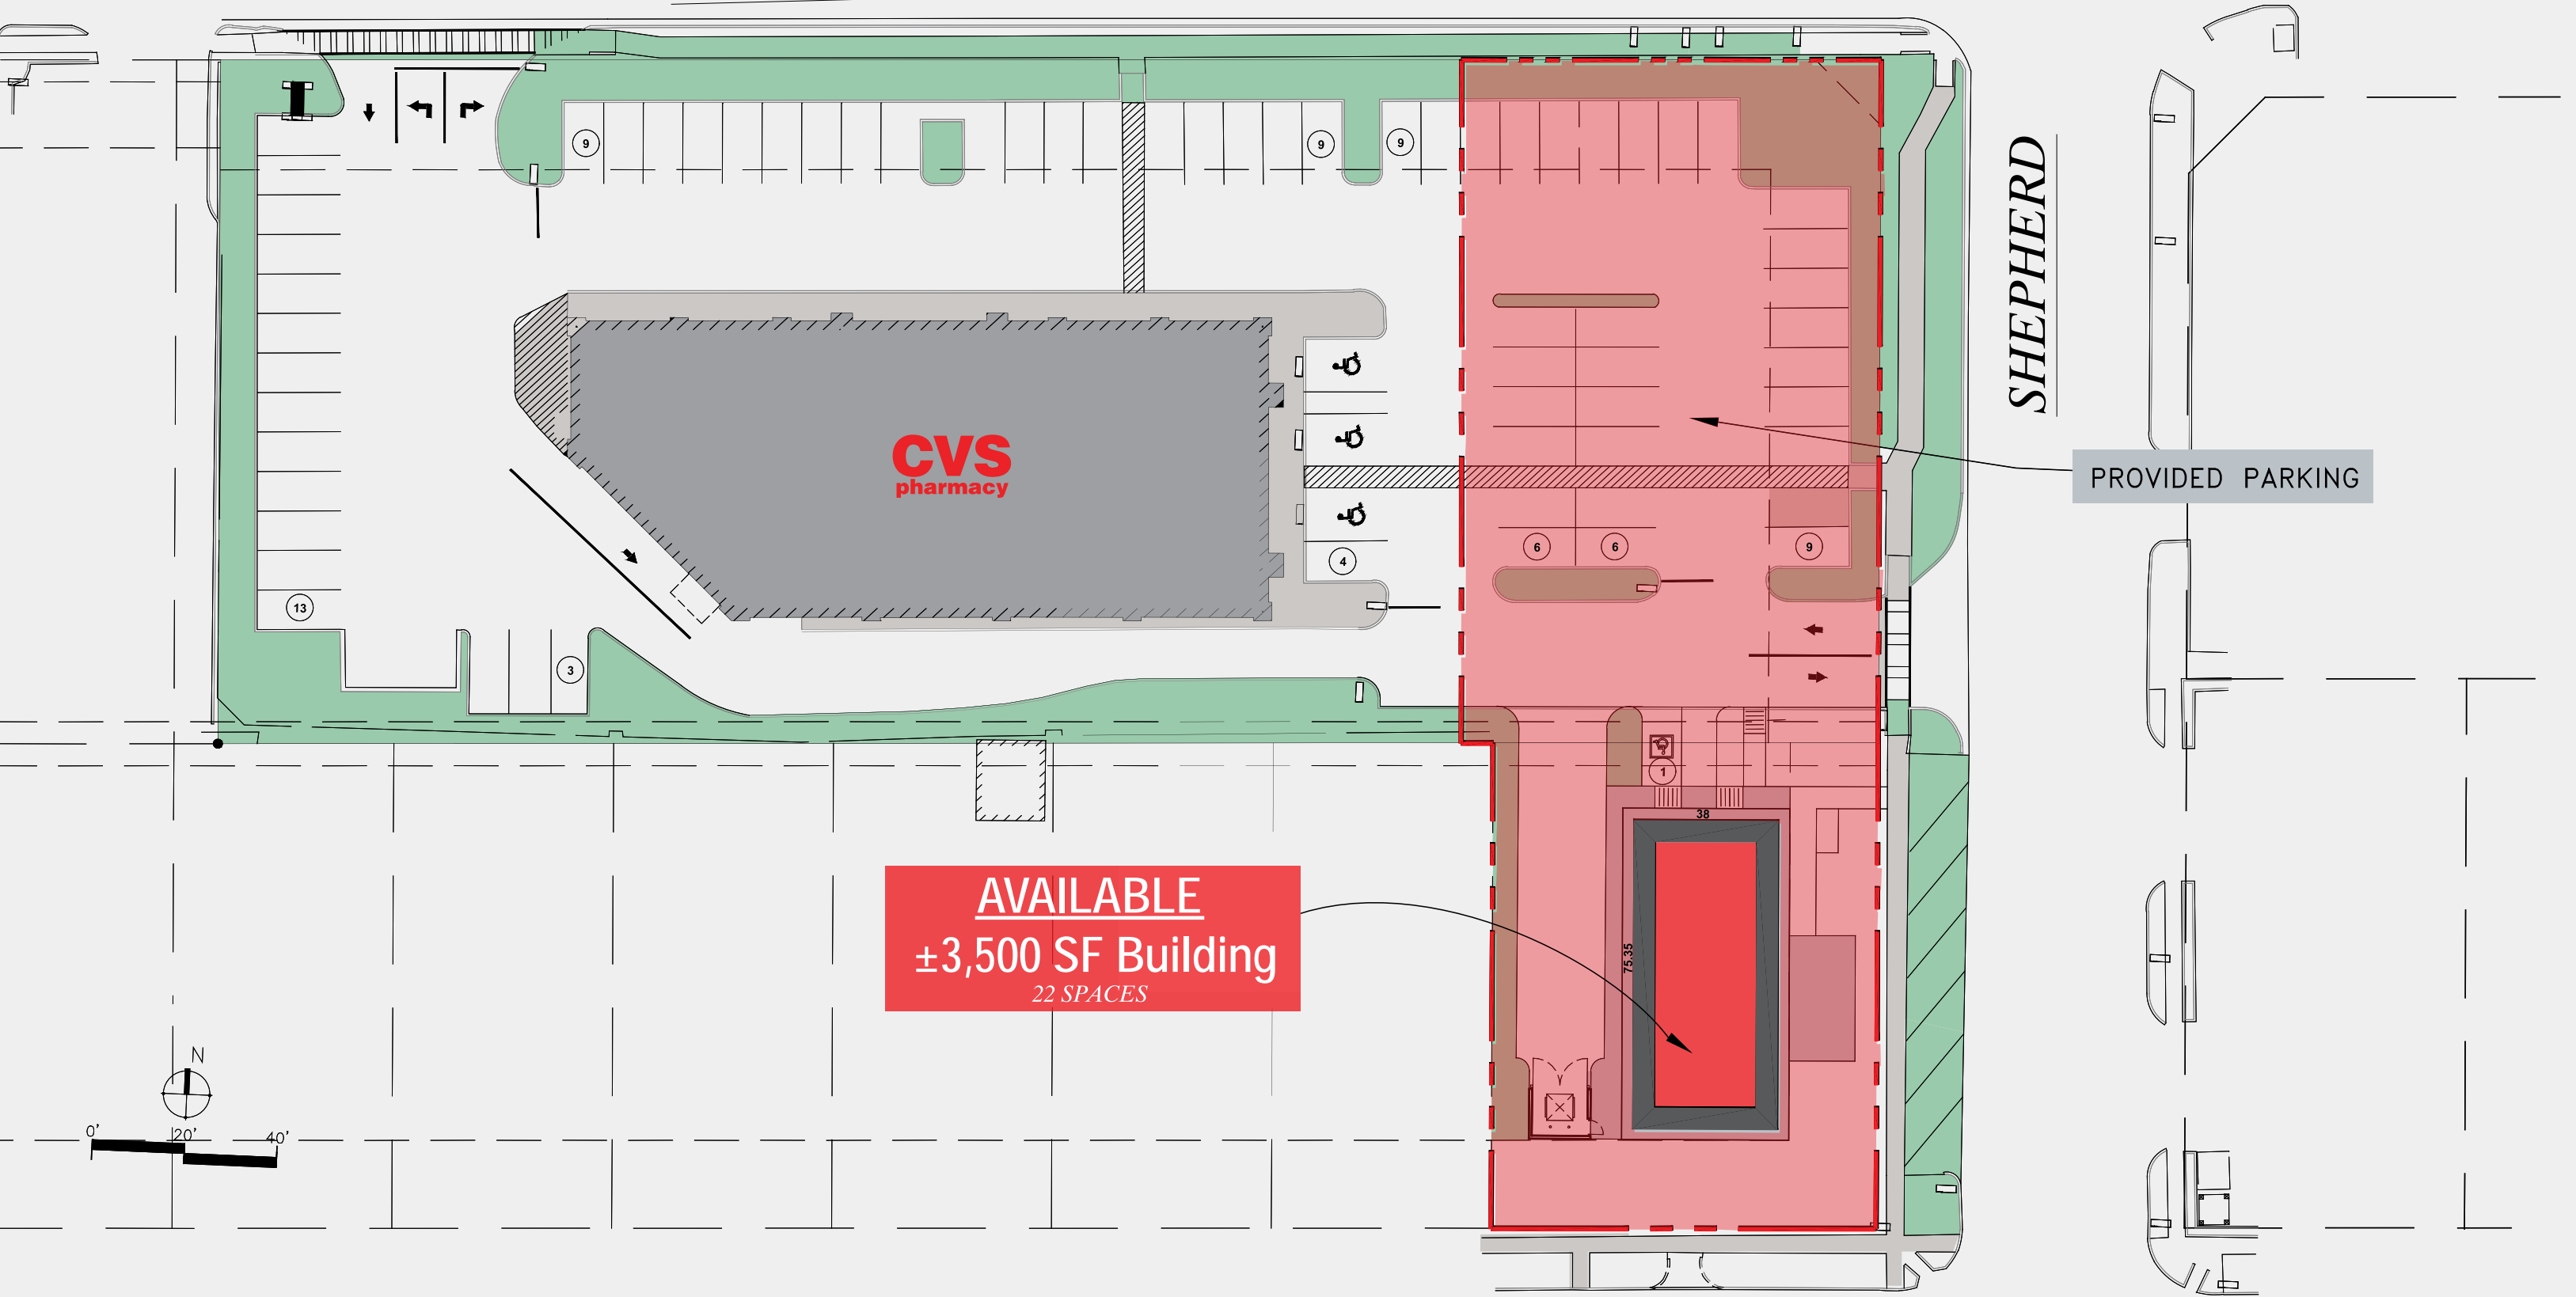 9
9
9
SHEPHERD
CVS
pharmacy
PROVIDED PARKING
6
6
9
4
13
3
1
38
75.35
AVAILABLE
±3,500 SF Building
22 SPACES
N
0'
20'
40'